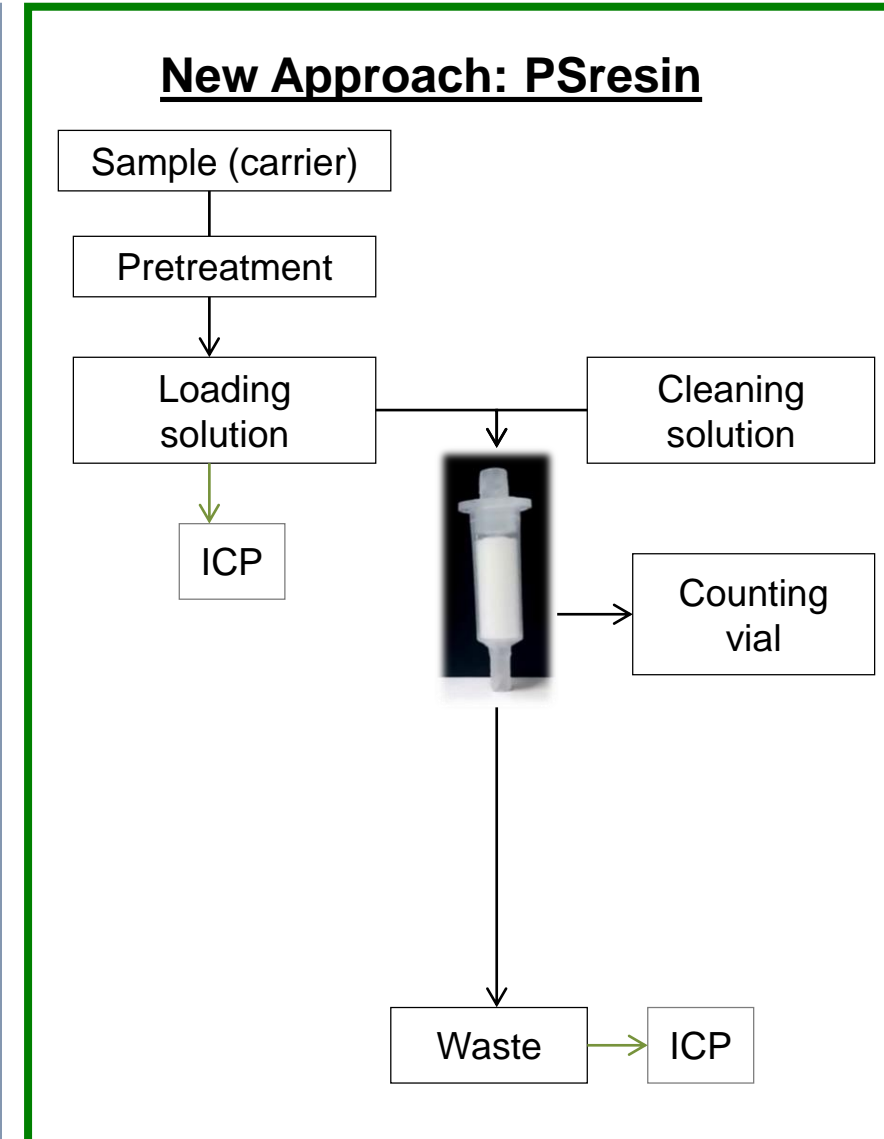 New Approach: PSresin
Sample (carrier)
Pretreatment
Loading
solution
Cleaning
solution
ICP
Counting
vial
Waste
ICP